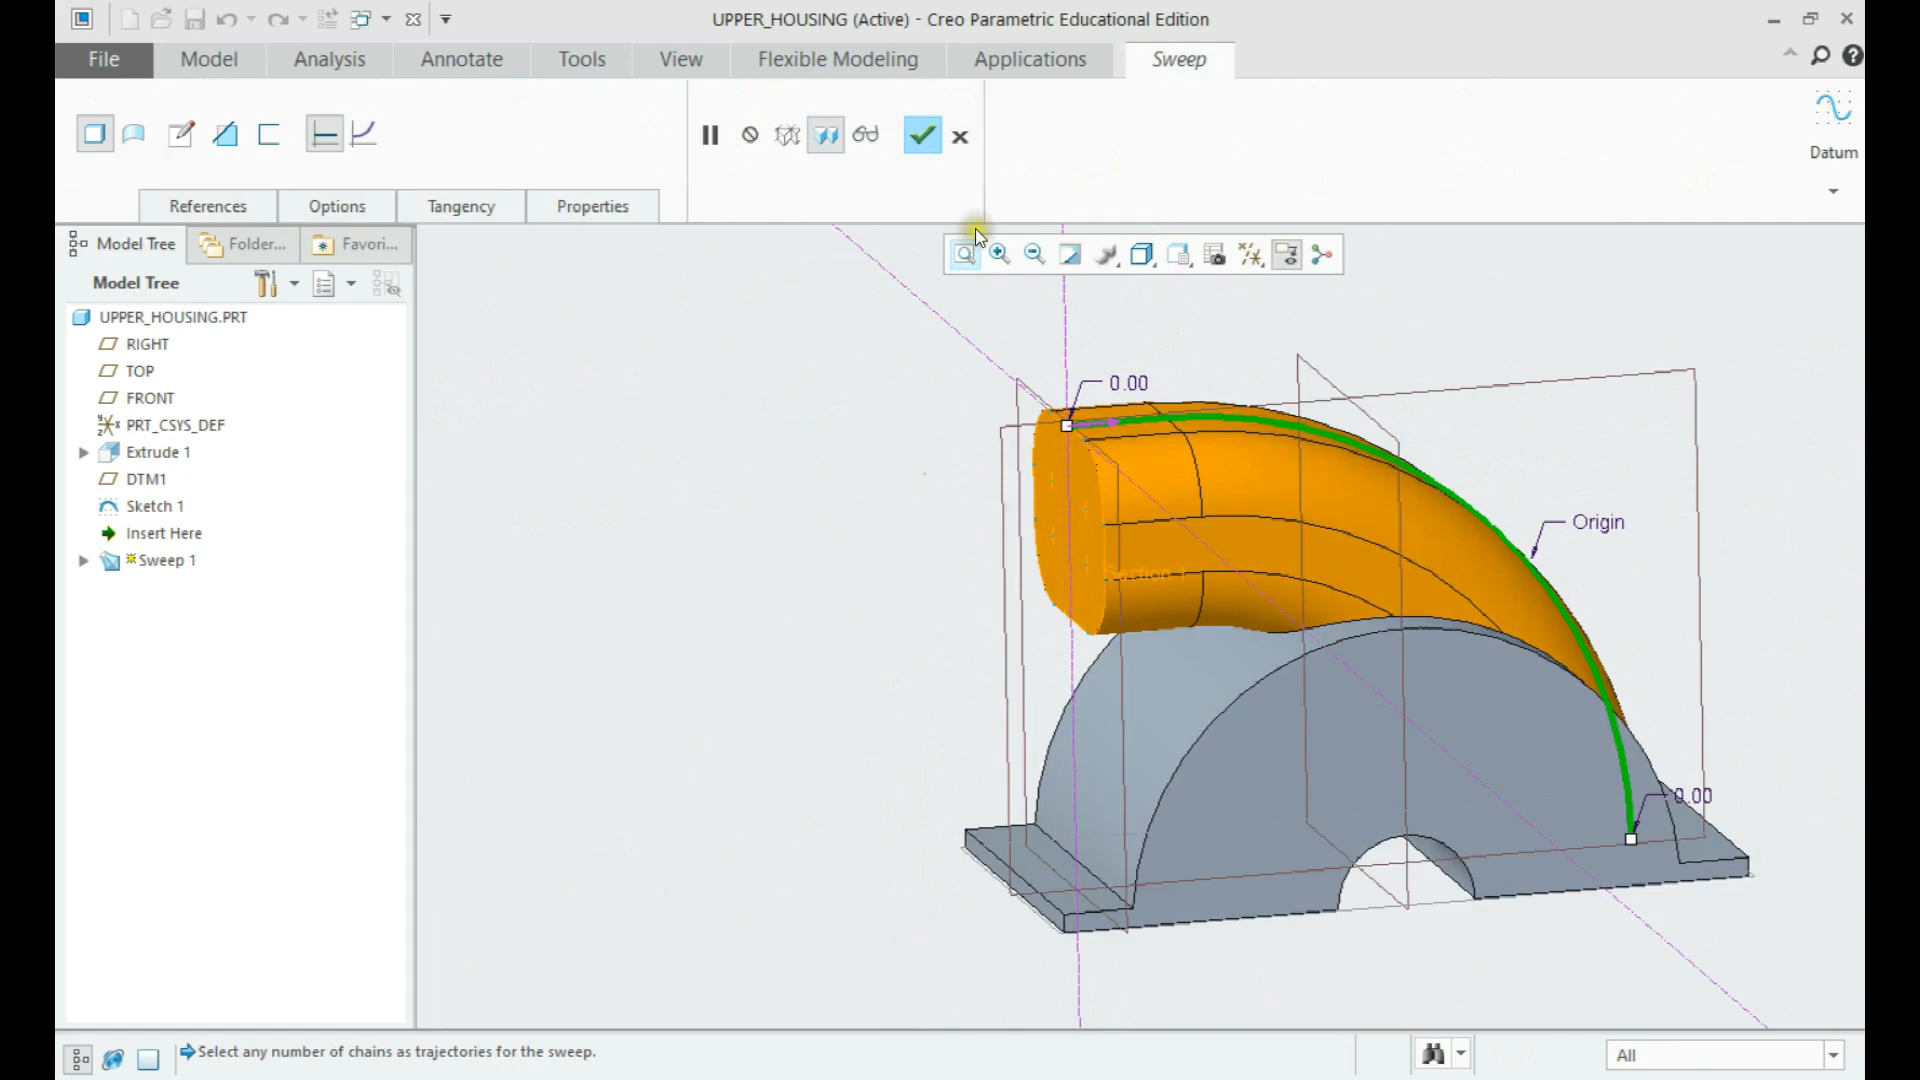 UPPER_HOUSING (Active) - Creo Parametric Educational Edition
File Model Analysis Annotate Tools View Flexible Modeling Applications Sweep
Datum
References Options Tangency Properties
Model Tree Folder... Favori...
Model Tree
UPPER_HOUSING.PRT
RIGHT
TOP
FRONT
PRT_CSYS_DEF
Extrude 1
DTM1
Sketch 1
Insert Here
Sweep 1
0.00
Origin
Section 1
0.00
Select any number of chains as trajectories for the sweep.
All